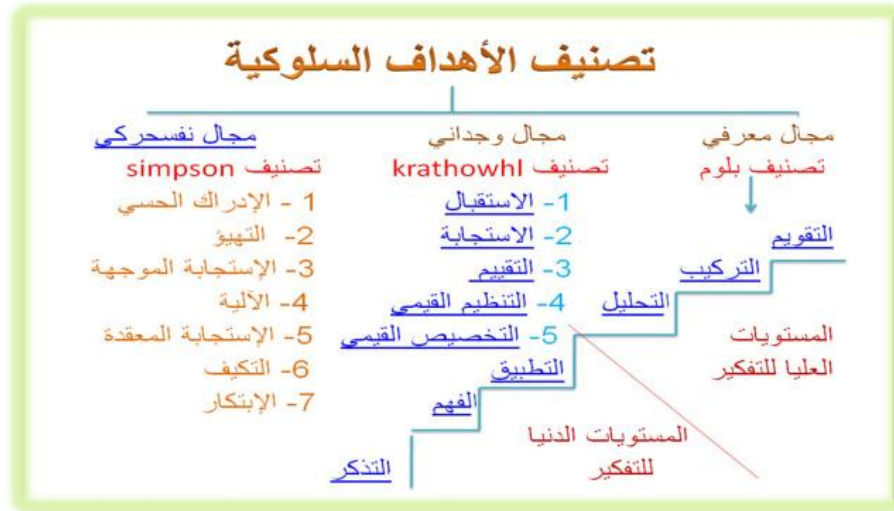 تصنيف الأهداف السلوكية
مجال معرفي
تصنيف بلوم
التقويم
التركيب
التحليل
التطبيق
الفهم
التذكر
المستويات
العليا للتفكير
المستويات الدنيا
للتفكير
مجال وجداني
تصنيف krathowhl
1- الاستقبال
2- الاستجابة
3- التقييم
4- التنظيم القيمي
5- التخصيص القيمي
مجال نفسحركي
تصنيف simpson
1 - الإدراك الحسي
2- التهيؤ
3- الإستجابة الموجهة
4- الآلية
5- الإستجابة المعقدة
6- التكيف
7- الإبتكار